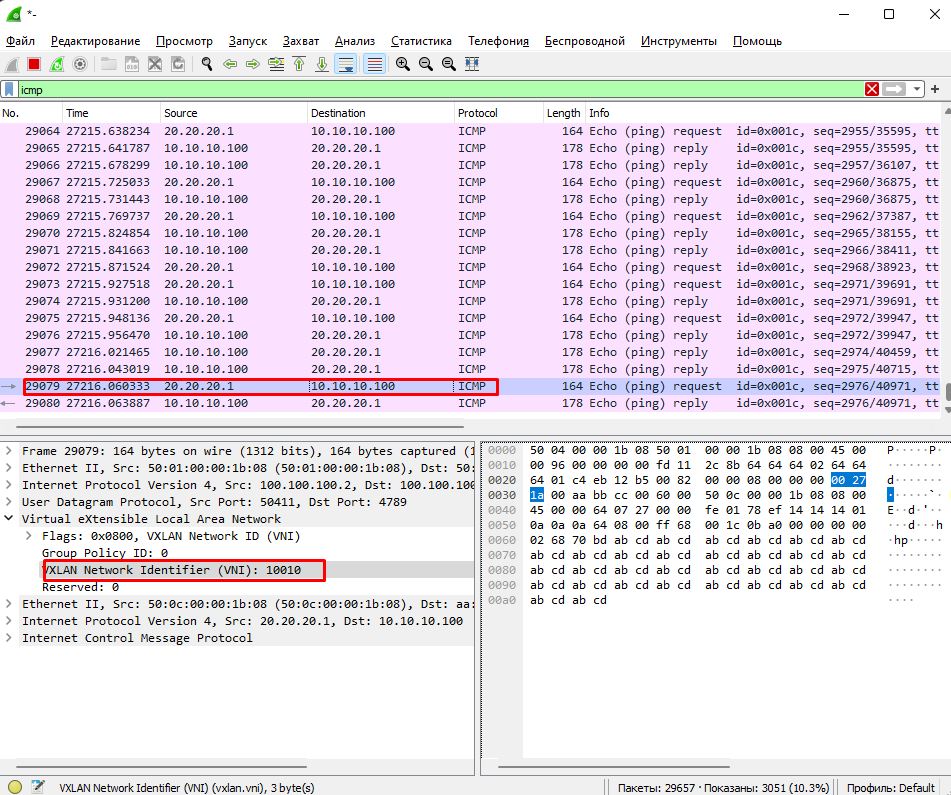 *-
Файл Редактирование Просмотр Запуск Захват Анализ Статистика Телефония Беспроводной Инструменты Помощь
icmp
No. Time Source Destination Protocol Length Info
29064 27215.638234 20.20.20.1 10.10.10.100 ICMP 164 Echo (ping) request id=0x001c, seq=2955/35595, tt
29065 27215.641787 10.10.10.100 20.20.20.1 ICMP 178 Echo (ping) reply id=0x001c, seq=2955/35595, tt
29066 27215.678299 10.10.10.100 20.20.20.1 ICMP 178 Echo (ping) reply id=0x001c, seq=2957/36107, tt
29067 27215.725033 20.20.20.1 10.10.10.100 ICMP 164 Echo (ping) request id=0x001c, seq=2960/36875, tt
29068 27215.731443 10.10.10.100 20.20.20.1 ICMP 178 Echo (ping) reply id=0x001c, seq=2960/36875, tt
29069 27215.769737 20.20.20.1 10.10.10.100 ICMP 164 Echo (ping) request id=0x001c, seq=2962/37387, tt
29070 27215.824854 10.10.10.100 20.20.20.1 ICMP 178 Echo (ping) reply id=0x001c, seq=2965/38155, tt
29071 27215.841663 10.10.10.100 20.20.20.1 ICMP 178 Echo (ping) reply id=0x001c, seq=2966/38411, tt
29072 27215.871524 20.20.20.1 10.10.10.100 ICMP 164 Echo (ping) request id=0x001c, seq=2968/38923, tt
29073 27215.927518 20.20.20.1 10.10.10.100 ICMP 164 Echo (ping) request id=0x001c, seq=2971/39691, tt
29074 27215.931200 10.10.10.100 20.20.20.1 ICMP 178 Echo (ping) reply id=0x001c, seq=2971/39691, tt
29075 27215.948136 20.20.20.1 10.10.10.100 ICMP 164 Echo (ping) request id=0x001c, seq=2972/39947, tt
29076 27215.956470 10.10.10.100 20.20.20.1 ICMP 178 Echo (ping) reply id=0x001c, seq=2972/39947, tt
29077 27216.021465 10.10.10.100 20.20.20.1 ICMP 178 Echo (ping) reply id=0x001c, seq=2974/40459, tt
29078 27216.043019 10.10.10.100 20.20.20.1 ICMP 178 Echo (ping) reply id=0x001c, seq=2975/40715, tt
29079 27216.060333 20.20.20.1 10.10.10.100 ICMP 164 Echo (ping) request id=0x001c, seq=2976/40971, tt
29080 27216.063887 10.10.10.100 20.20.20.1 ICMP 178 Echo (ping) reply id=0x001c, seq=2976/40971, tt
Frame 29079: 164 bytes on wire (1312 bits), 164 bytes captured (1
Ethernet II, Src: 50:01:00:00:1b:08 (50:01:00:00:1b:08), Dst: 50:
Internet Protocol Version 4, Src: 100.100.100.2, Dst: 100.100.100
User Datagram Protocol, Src Port: 50411, Dst Port: 4789
Virtual eXtensible Local Area Network
Flags: 0x0800, VXLAN Network ID (VNI)
Group Policy ID: 0
VXLAN Network Identifier (VNI): 10010
Reserved: 0
Ethernet II, Src: 50:0c:00:00:1b:08 (50:0c:00:00:1b:08), Dst: aa:
Internet Protocol Version 4, Src: 20.20.20.1, Dst: 10.10.10.100
Internet Control Message Protocol
0000 50 04 00 00 1b 08 50 01 00 00 1b 08 08 00 45 00 P·····P·
0010 00 96 00 00 00 00 fd 11 2c 8b 64 64 64 02 64 64 ········
0020 64 01 c4 eb 12 b5 00 82 00 00 08 00 00 00 00 27 d·······
0030 1a 00 aa bb cc 00 60 00 50 0c 00 00 1b 08 08 00 ······`·
0040 45 00 00 64 07 27 00 00 fe 01 78 ef 14 14 14 01 E··d·'··
0050 0a 0a 0a 64 08 00 ff 68 00 1c 0b a0 00 00 00 00 ···d···h
0060 02 68 70 bd ab cd ab cd ab cd ab cd ab cd ab cd ·hp·····
0070 ab cd ab cd ab cd ab cd ab cd ab cd ab cd ab cd ········
0080 ab cd ab cd ab cd ab cd ab cd ab cd ab cd ab cd ········
0090 ab cd ab cd ab cd ab cd ab cd ab cd ab cd ab cd ········
00a0 ab cd ab cd ····
VXLAN Network Identifier (VNI) (vxlan.vni), 3 byte(s) Пакеты: 29657 · Показаны: 3051 (10.3%) Профиль: Default